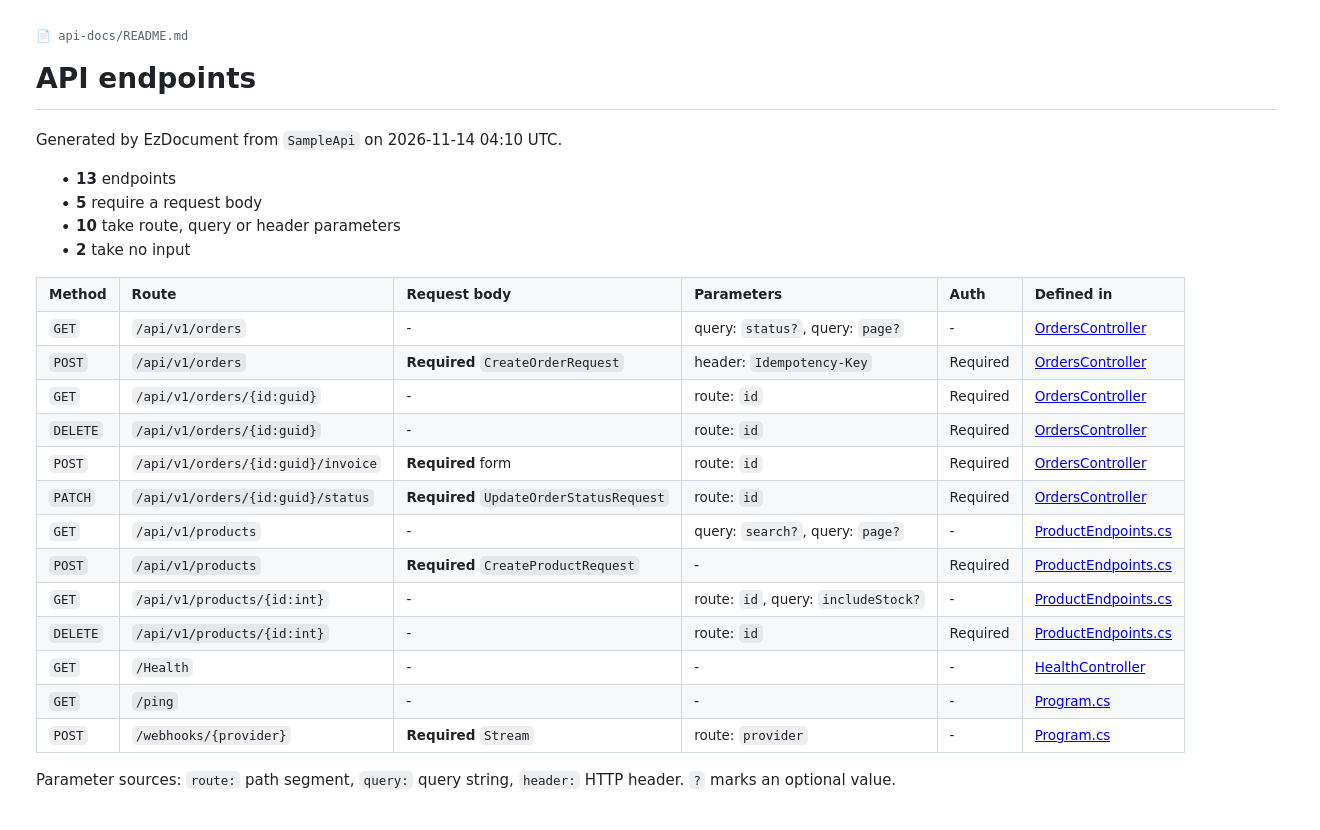 📄 api-docs/README.md
API endpoints
Generated by EzDocument from SampleApi on 2026-11-14 04:10 UTC.
• 13 endpoints
• 5 require a request body
• 10 take route, query or header parameters
• 2 take no input
Method Route Request body Parameters Auth Defined in
GET /api/v1/orders - query: status?, query: page? - OrdersController
POST /api/v1/orders Required CreateOrderRequest header: Idempotency-Key Required OrdersController
GET /api/v1/orders/{id:guid} - route: id Required OrdersController
DELETE /api/v1/orders/{id:guid} - route: id Required OrdersController
POST /api/v1/orders/{id:guid}/invoice Required form route: id Required OrdersController
PATCH /api/v1/orders/{id:guid}/status Required UpdateOrderStatusRequest route: id Required OrdersController
GET /api/v1/products - query: search?, query: page? - ProductEndpoints.cs
POST /api/v1/products Required CreateProductRequest - Required ProductEndpoints.cs
GET /api/v1/products/{id:int} - route: id, query: includeStock? - ProductEndpoints.cs
DELETE /api/v1/products/{id:int} - route: id Required ProductEndpoints.cs
GET /Health - - - HealthController
GET /ping - - - Program.cs
POST /webhooks/{provider} Required Stream route: provider - Program.cs
Parameter sources: route: path segment, query: query string, header: HTTP header. ? marks an optional value.